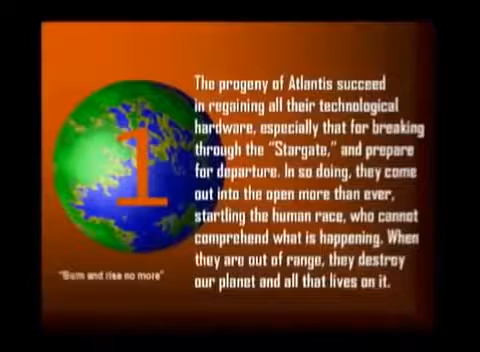 The progeny of Atlantis succeed
in regaining all their technological
hardware, especially that for breaking
through the "Stargate," and prepare
for departure. In so doing, they come
out into the open more than ever,
startling the human race, who cannot
comprehend what is happening. When
they are out of range, they destroy
our planet and all that lives on it.
1
"Burn and rise no more"